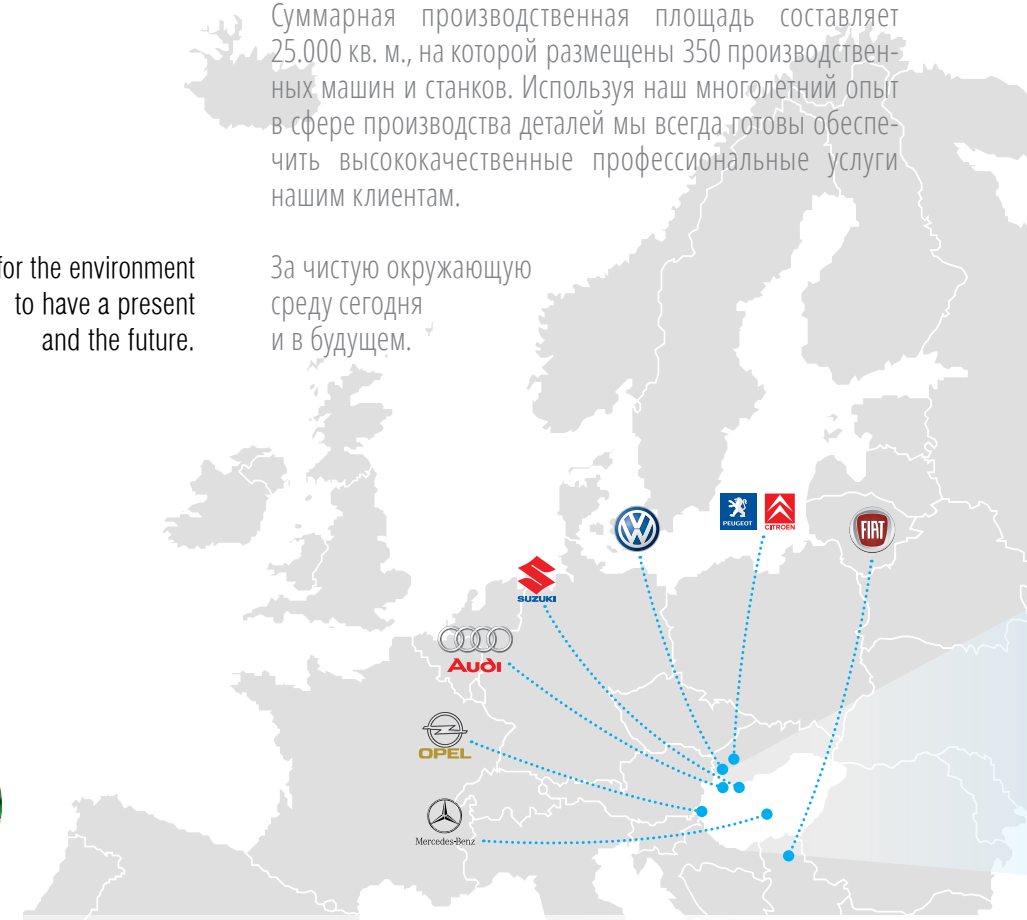 Суммарная производственная площадь составляет
25.000 кв. м., на которой размещены 350 производствен-
ных машин и станков. Используя наш многолетний опыт
в сфере производства деталей мы всегда готовы обеспе-
чить высококачественные профессиональные услуги
нашим клиентам.
for the environment
to have a present
and the future.
За чистую окружающую
среду сегодня
и в будущем.
PEUGEOT
CITROËN
FIAT
SUZUKI
Audi
OPEL
Mercedes-Benz